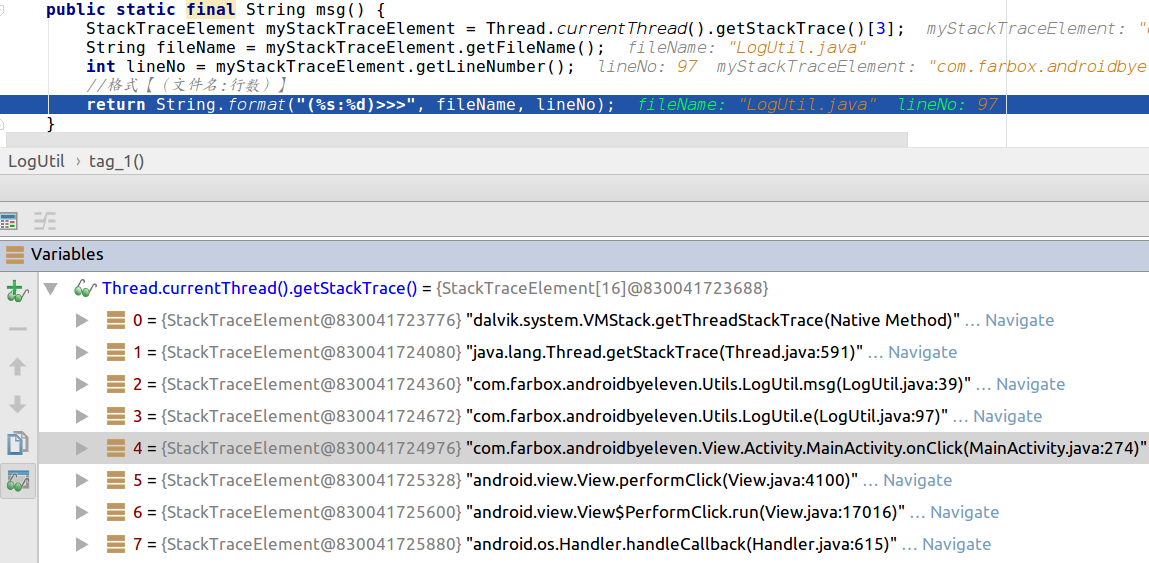 public static final String msg() {
StackTraceElement myStackTraceElement = Thread.currentThread().getStackTrace()[3]; myStackTraceElement: "
String fileName = myStackTraceElement.getFileName(); fileName: "LogUtil.java"
int lineNo = myStackTraceElement.getLineNumber(); lineNo: 97 myStackTraceElement: "com.farbox.androidbye
//格式【（文件名:行数）】
return String.format("(%s:%d)>>>", fileName, lineNo); fileName: "LogUtil.java" lineNo: 97
}
LogUtil › tag_1()
Variables
Thread.currentThread().getStackTrace() = {StackTraceElement[16]@830041723688}
0 = {StackTraceElement@830041723776} "dalvik.system.VMStack.getThreadStackTrace(Native Method)" ... Navigate
1 = {StackTraceElement@830041724080} "java.lang.Thread.getStackTrace(Thread.java:591)" ... Navigate
2 = {StackTraceElement@830041724360} "com.farbox.androidbyeleven.Utils.LogUtil.msg(LogUtil.java:39)" ... Navigate
3 = {StackTraceElement@830041724672} "com.farbox.androidbyeleven.Utils.LogUtil.e(LogUtil.java:97)" ... Navigate
4 = {StackTraceElement@830041724976} "com.farbox.androidbyeleven.View.Activity.MainActivity.onClick(MainActivity.java:274)"
5 = {StackTraceElement@830041725328} "android.view.View.performClick(View.java:4100)" ... Navigate
6 = {StackTraceElement@830041725600} "android.view.View$PerformClick.run(View.java:17016)" ... Navigate
7 = {StackTraceElement@830041725880} "android.os.Handler.handleCallback(Handler.java:615)" ... Navigate